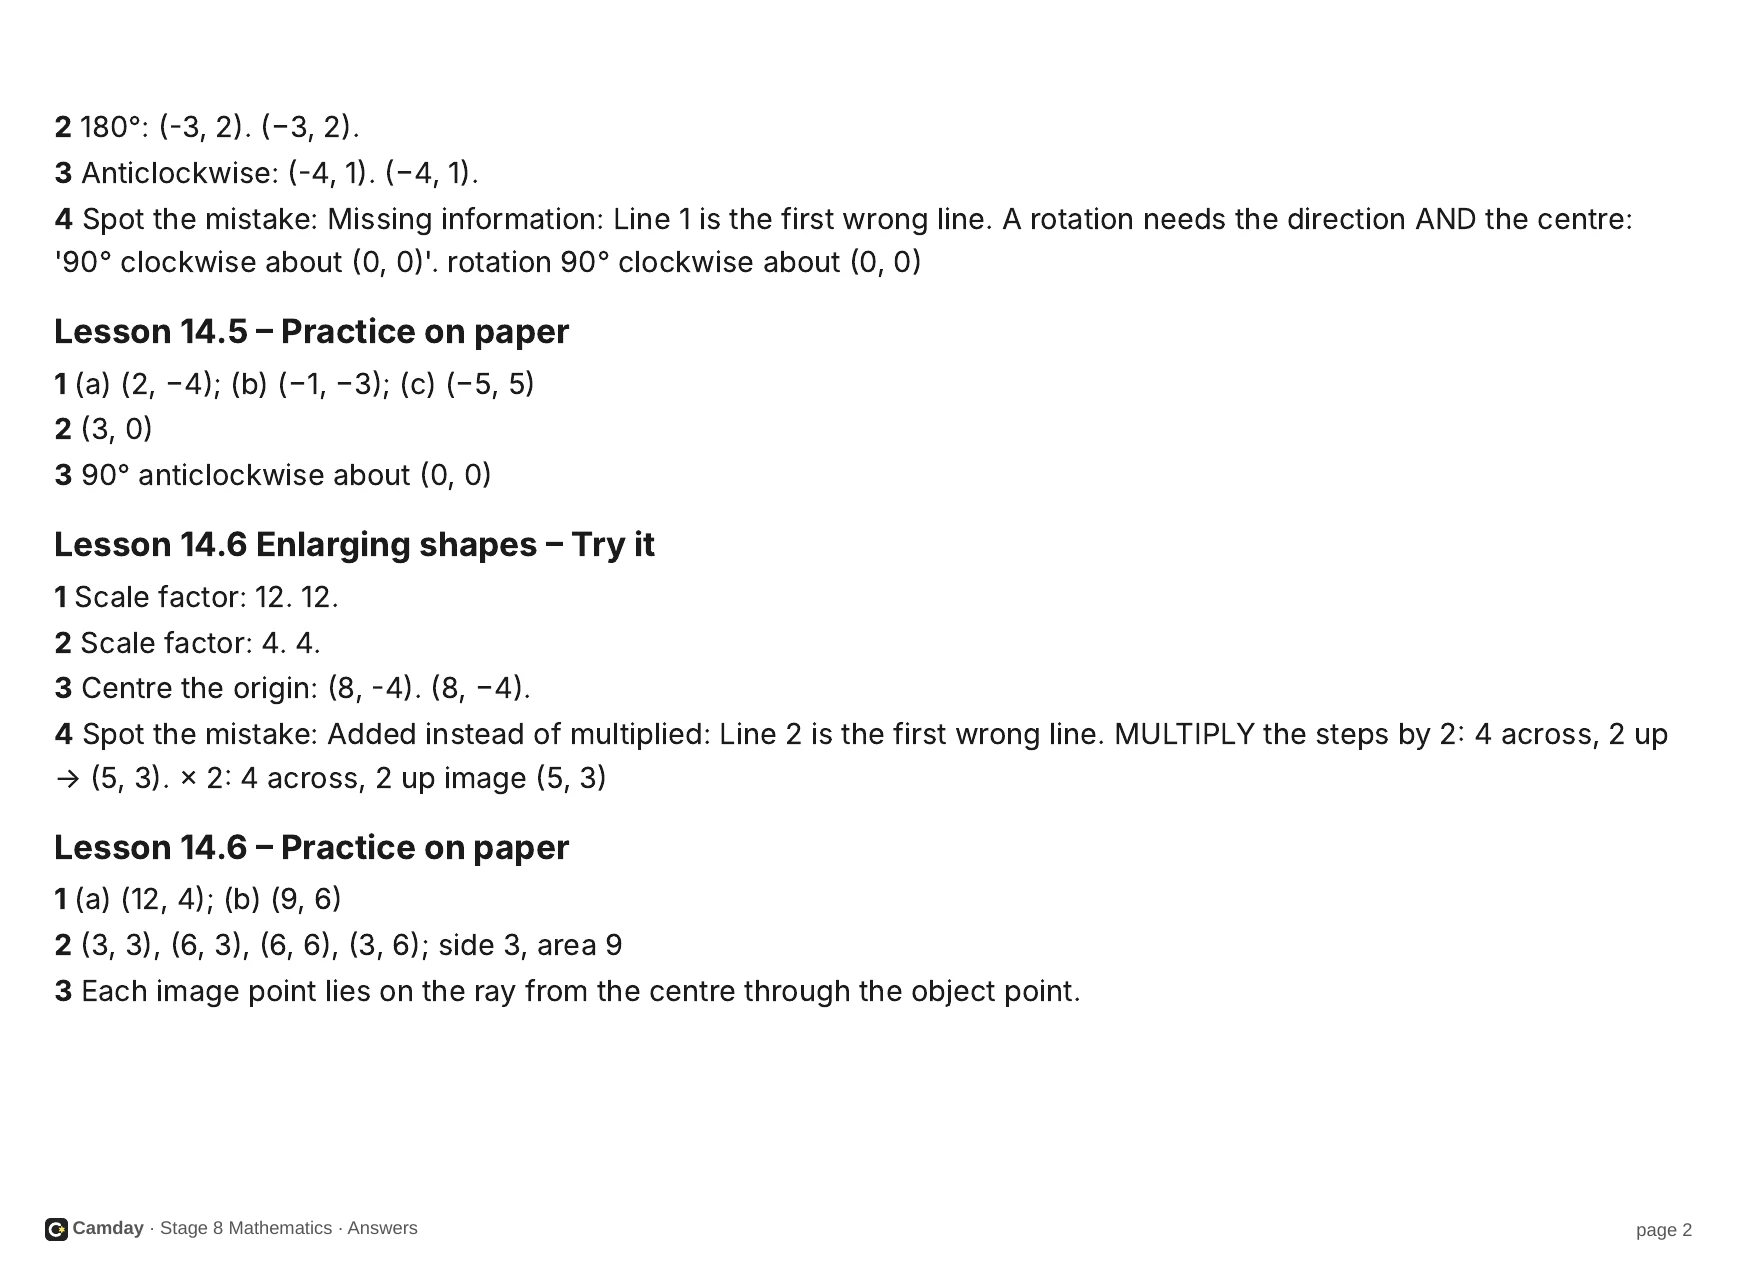 2 180°: (-3, 2). (−3, 2).
3 Anticlockwise: (-4, 1). (−4, 1).
4 Spot the mistake: Missing information: Line 1 is the first wrong line. A rotation needs the direction AND the centre:
'90° clockwise about (0, 0)'. rotation 90° clockwise about (0, 0)
Lesson 14.5 – Practice on paper
1 (a) (2, −4); (b) (−1, −3); (c) (−5, 5)
2 (3, 0)
3 90° anticlockwise about (0, 0)
Lesson 14.6 Enlarging shapes – Try it
1 Scale factor: 12. 12.
2 Scale factor: 4. 4.
3 Centre the origin: (8, -4). (8, −4).
4 Spot the mistake: Added instead of multiplied: Line 2 is the first wrong line. MULTIPLY the steps by 2: 4 across, 2 up
→ (5, 3). × 2: 4 across, 2 up image (5, 3)
Lesson 14.6 – Practice on paper
1 (a) (12, 4); (b) (9, 6)
2 (3, 3), (6, 3), (6, 6), (3, 6); side 3, area 9
3 Each image point lies on the ray from the centre through the object point.
Camday · Stage 8 Mathematics · Answers
page 2